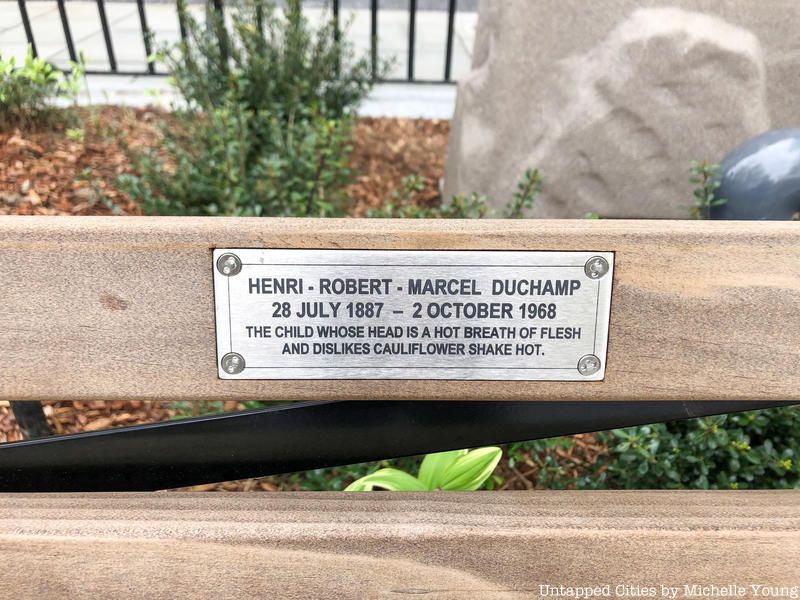 HENRI - ROBERT - MARCEL DUCHAMP
28 JULY 1887 – 2 OCTOBER 1968
THE CHILD WHOSE HEAD IS A HOT BREATH OF FLESH
AND DISLIKES CAULIFLOWER SHAKE HOT.
Untapped Cities by Michelle Young